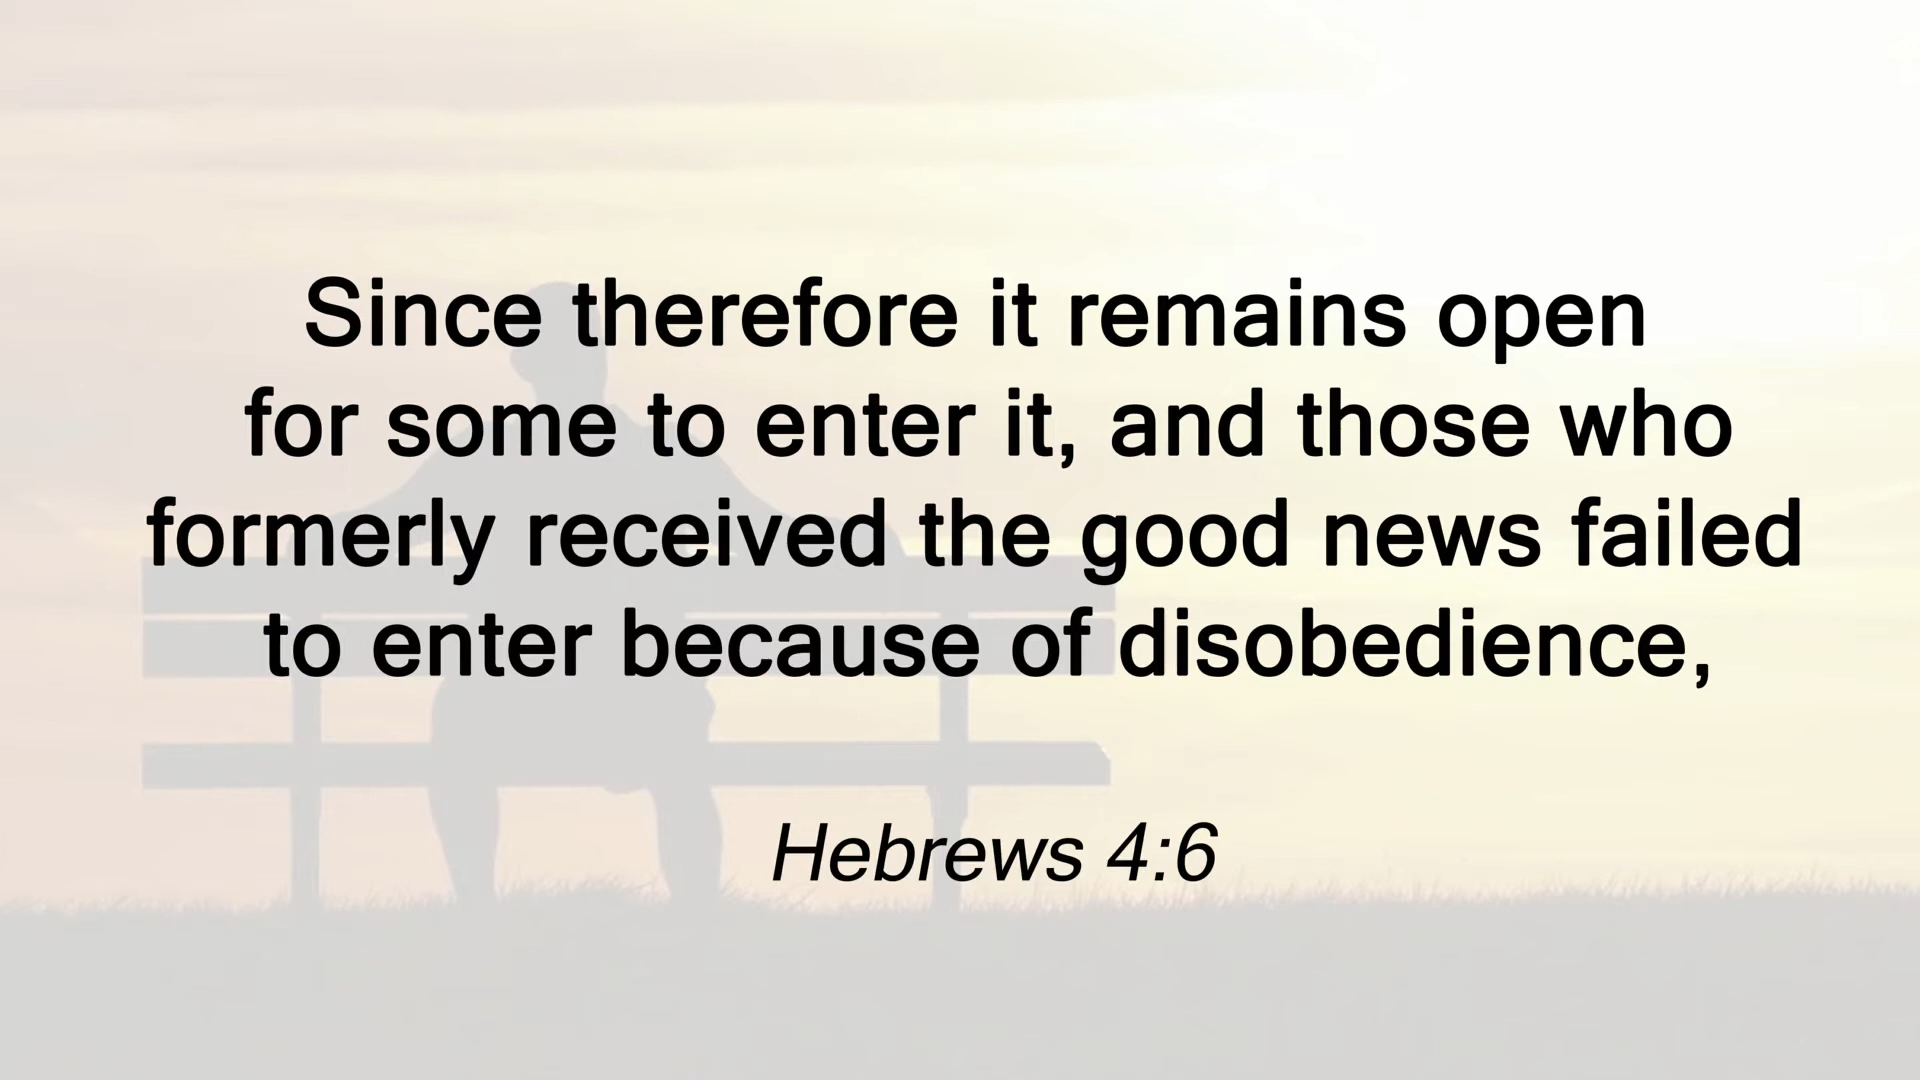 Since therefore it remains open
for some to enter it, and those who
formerly received the good news failed
to enter because of disobedience,
Hebrews 4:6